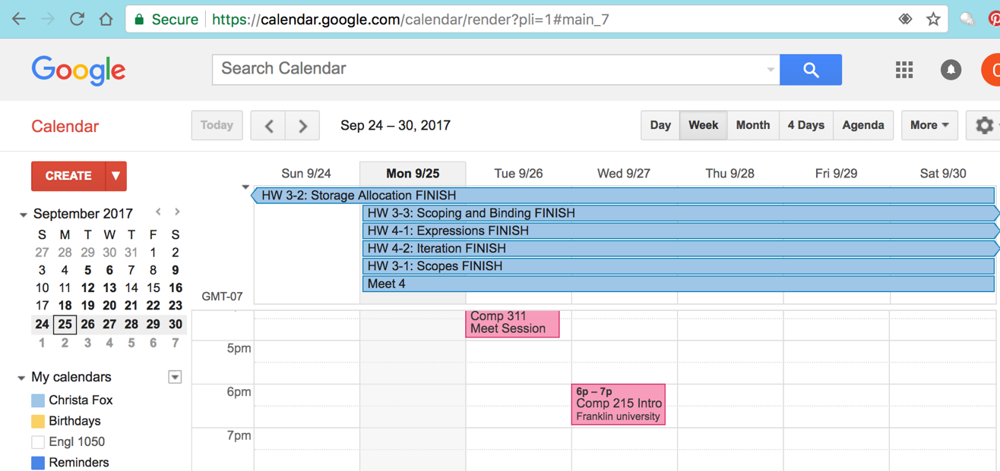 Secure https://calendar.google.com/calendar/render?pli=1#main_7
Google
Search Calendar
Calendar
Today
Sep 24 – 30, 2017
Day Week Month 4 Days Agenda More
CREATE
September 2017
S M T W T F S
27 28 29 30 31 1 2
3 4 5 6 7 8 9
10 11 12 13 14 15 16
17 18 19 20 21 22 23
24 25 26 27 28 29 30
1 2 3 4 5 6 7
My calendars
Christa Fox
Birthdays
Engl 1050
Reminders
Sun 9/24 Mon 9/25 Tue 9/26 Wed 9/27 Thu 9/28 Fri 9/29 Sat 9/30
HW 3-2: Storage Allocation FINISH
HW 3-3: Scoping and Binding FINISH
HW 4-1: Expressions FINISH
HW 4-2: Iteration FINISH
HW 3-1: Scopes FINISH
Meet 4
GMT-07
Comp 311
Meet Session
5pm
6pm
6p – 7p
Comp 215 Intro
Franklin university
7pm